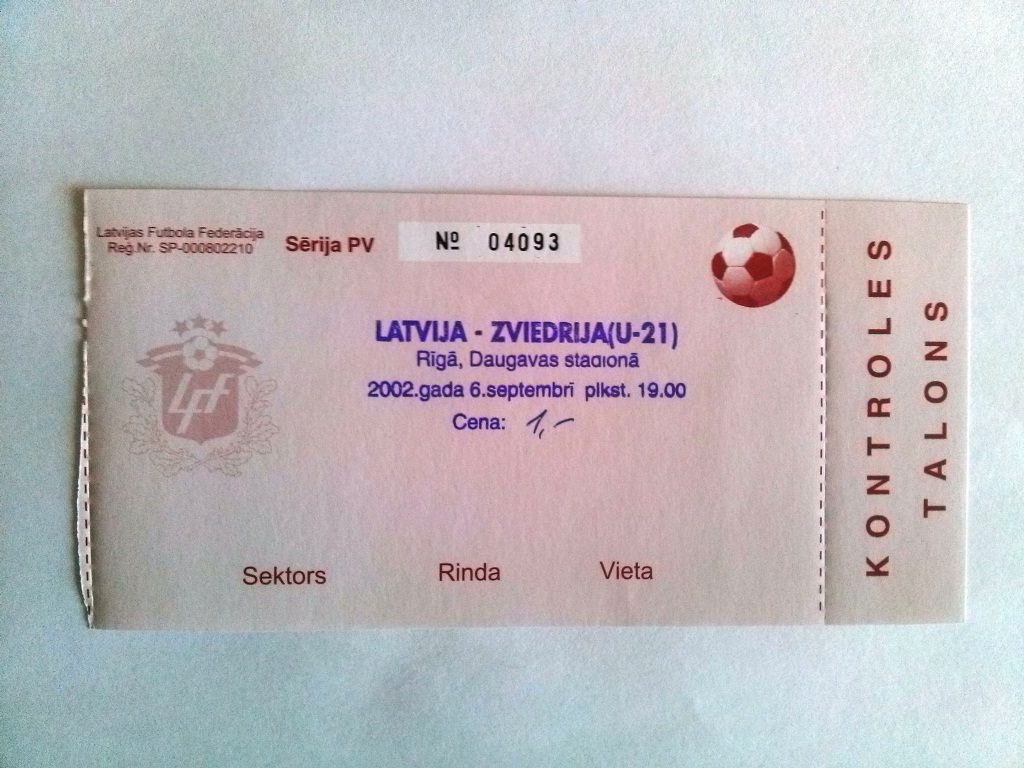 Latvijas Futbola Federācija
Reģ.Nr. SP-000802210
Sērija PV
Nº 04093
LFF
LATVIJA - ZVIEDRIJA(U-21)
Rīgā, Daugavas stadionā
2002.gada 6.septembrī plkst. 19.00
Cena: 1,-
Sektors Rinda Vieta
KONTROLES
TALONS